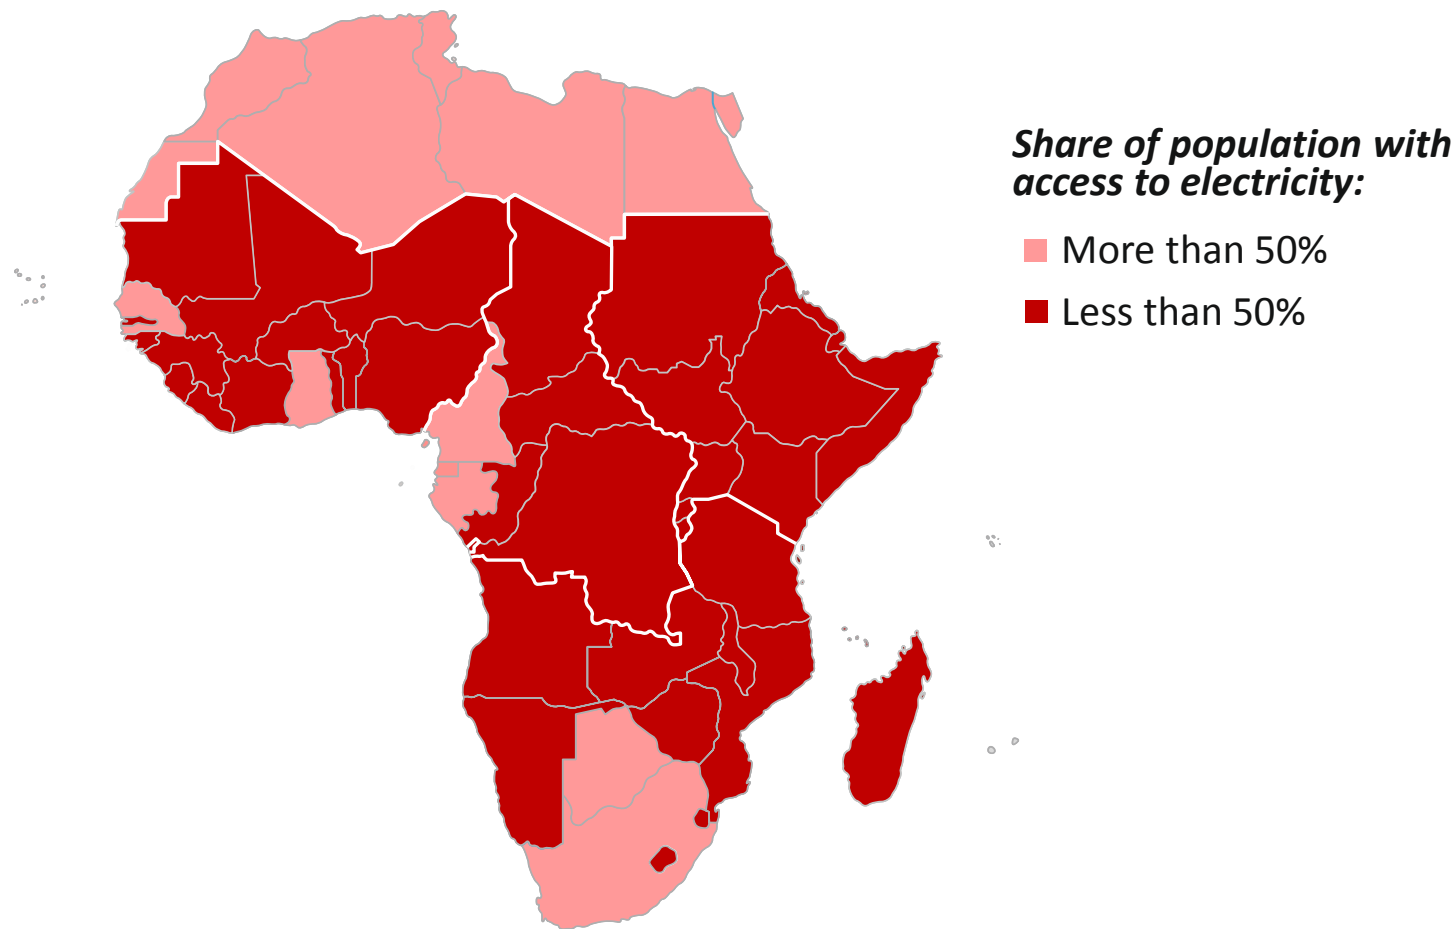 Share of population with
access to electricity:
More than 50%
Less than 50%